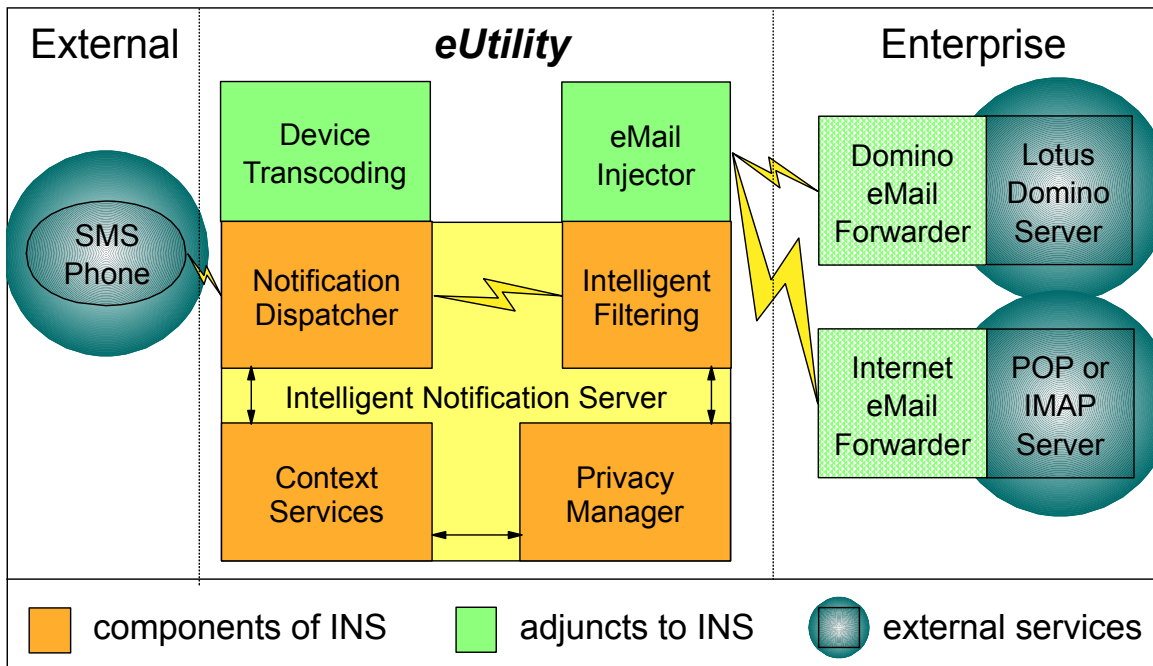 External
eUtility
Enterprise
Device
Transcoding
eMail
Injector
Domino
eMail
Forwarder
Lotus
Domino
Server
SMS
Phone
Notification
Dispatcher
Intelligent
Filtering
Internet
eMail
Forwarder
POP or
IMAP
Server
Intelligent Notification Server
Context
Services
Privacy
Manager
components of INS
adjuncts to INS
external services